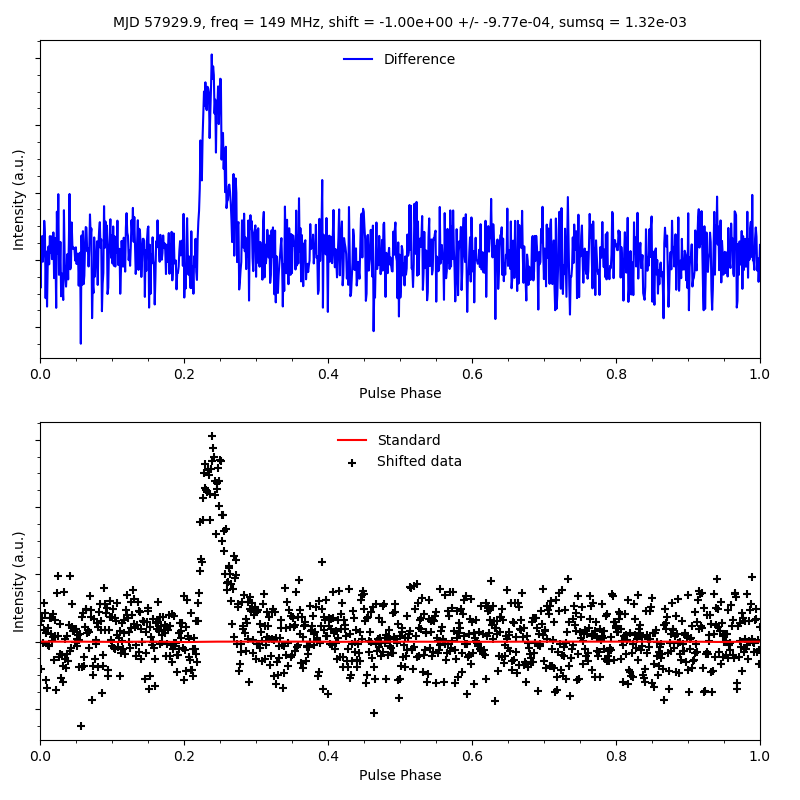 MJD 57929.9, freq = 149 MHz, shift = -1.00e+00 +/- -9.77e-04, sumsq = 1.32e-03
Difference
Intensity (a.u.)
0.0 0.2 0.4 0.6 0.8 1.0
Pulse Phase
Standard
Shifted data
Intensity (a.u.)
0.0 0.2 0.4 0.6 0.8 1.0
Pulse Phase